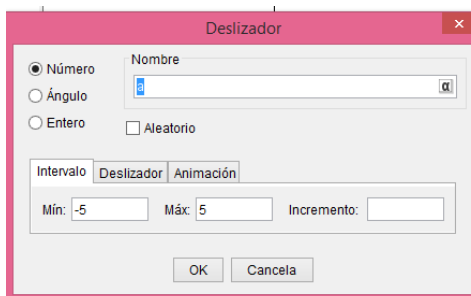 Deslizador
×
Número
Ángulo
Entero
Nombre
a
α
Aleatorio
Intervalo Deslizador Animación
Mín: -5 Máx: 5 Incremento:
OK Cancela